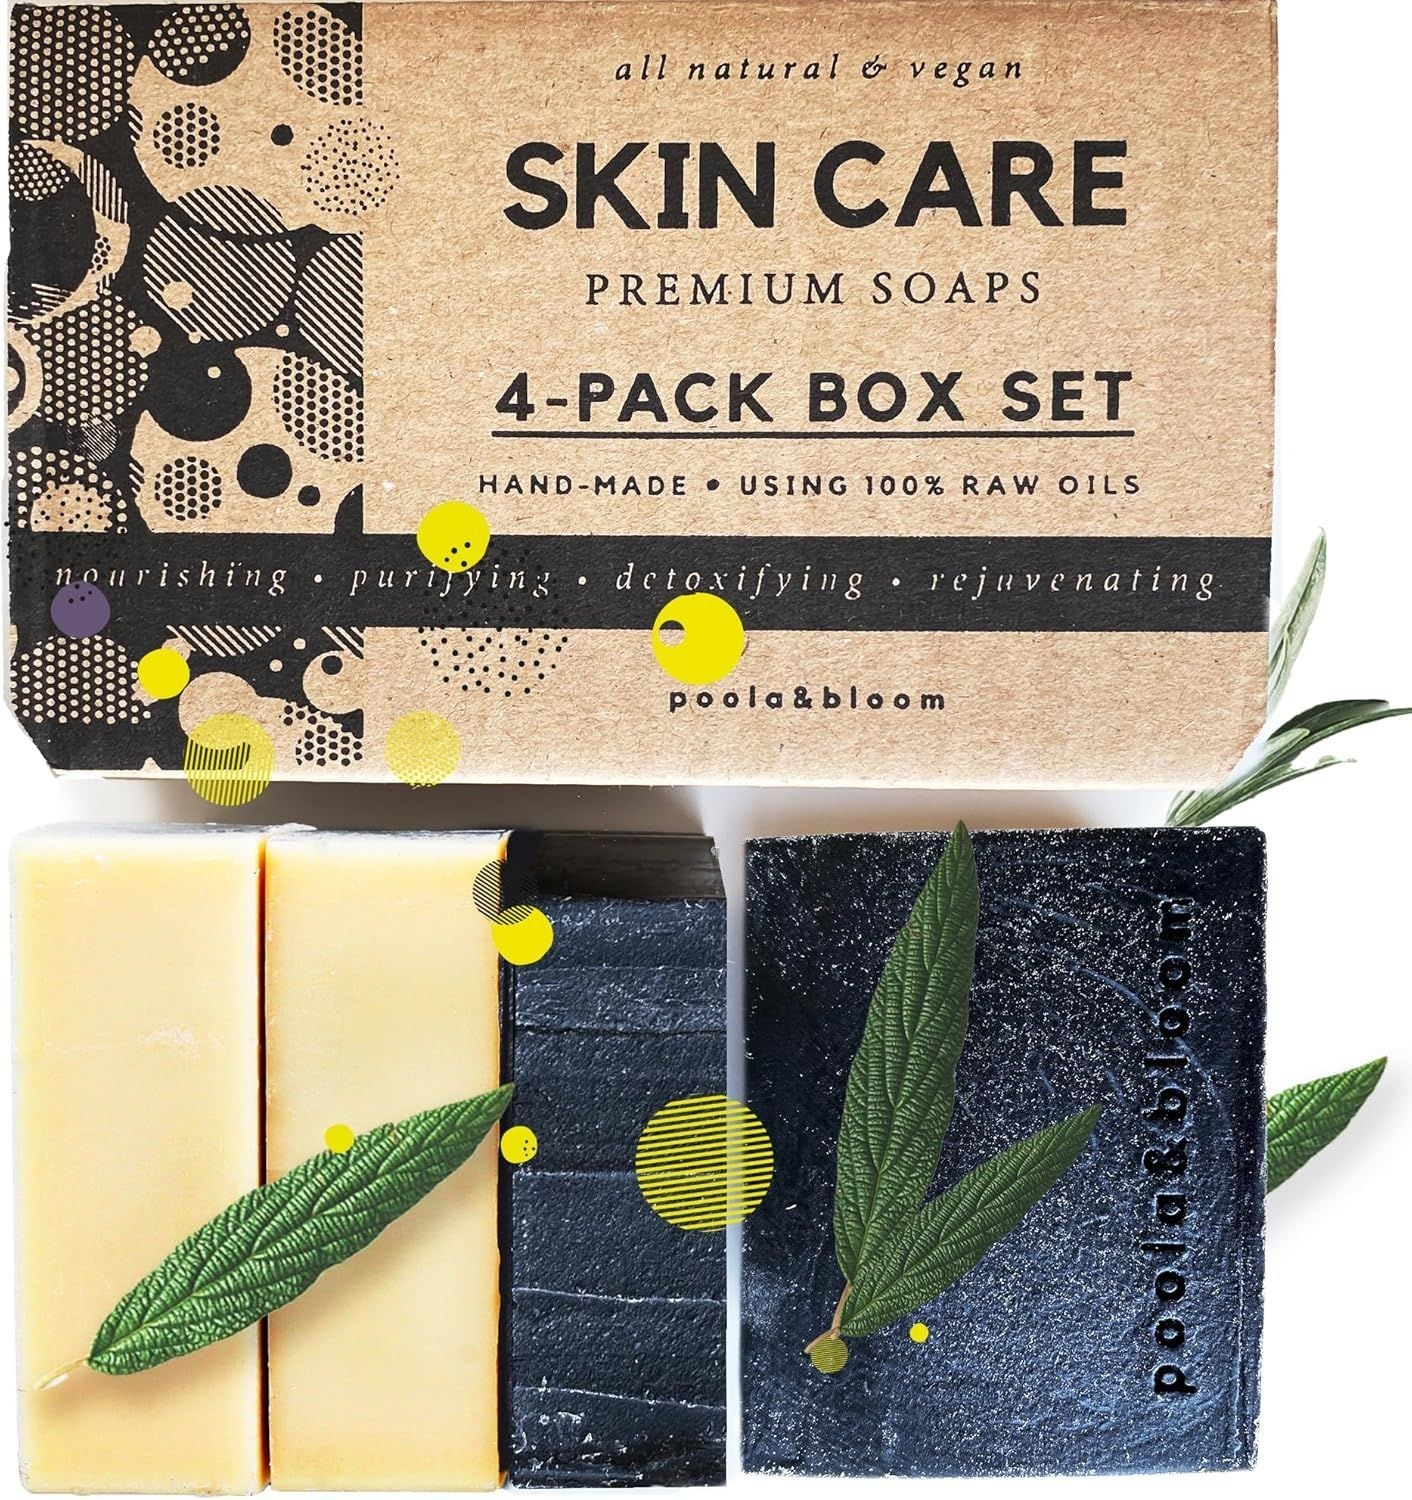 all natural & vegan
SKIN CARE
PREMIUM SOAPS
4-PACK BOX SET
HAND-MADE • USING 100% RAW OILS
nourishing • purifying • detoxifying • rejuvenating
poola&bloom
poola&bloom